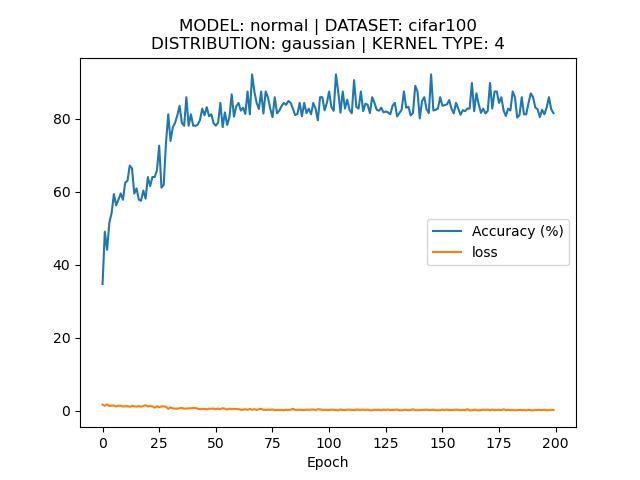 MODEL: normal | DATASET: cifar100
DISTRIBUTION: gaussian | KERNEL TYPE: 4
80
60
40
20
0
Accuracy (%)
loss
0 25 50 75 100 125 150 175 200
Epoch